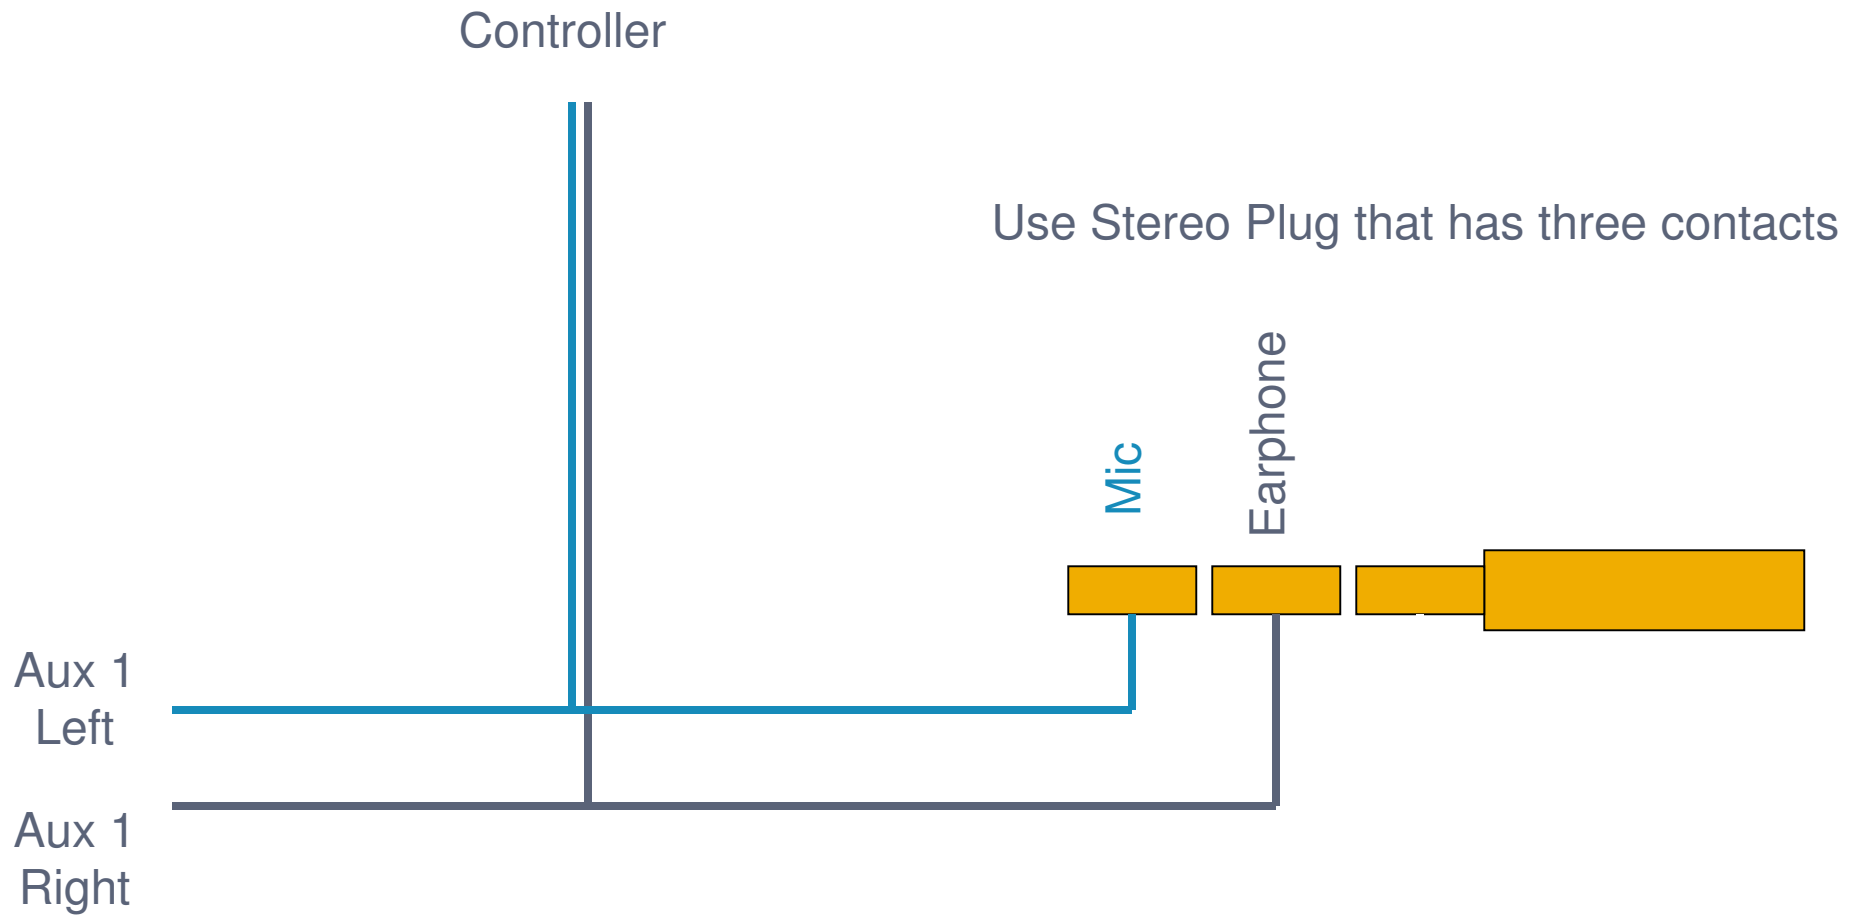 Controller
Use Stereo Plug that has three contacts
Earphone
Mic
Aux 1
Left
Aux 1
Right